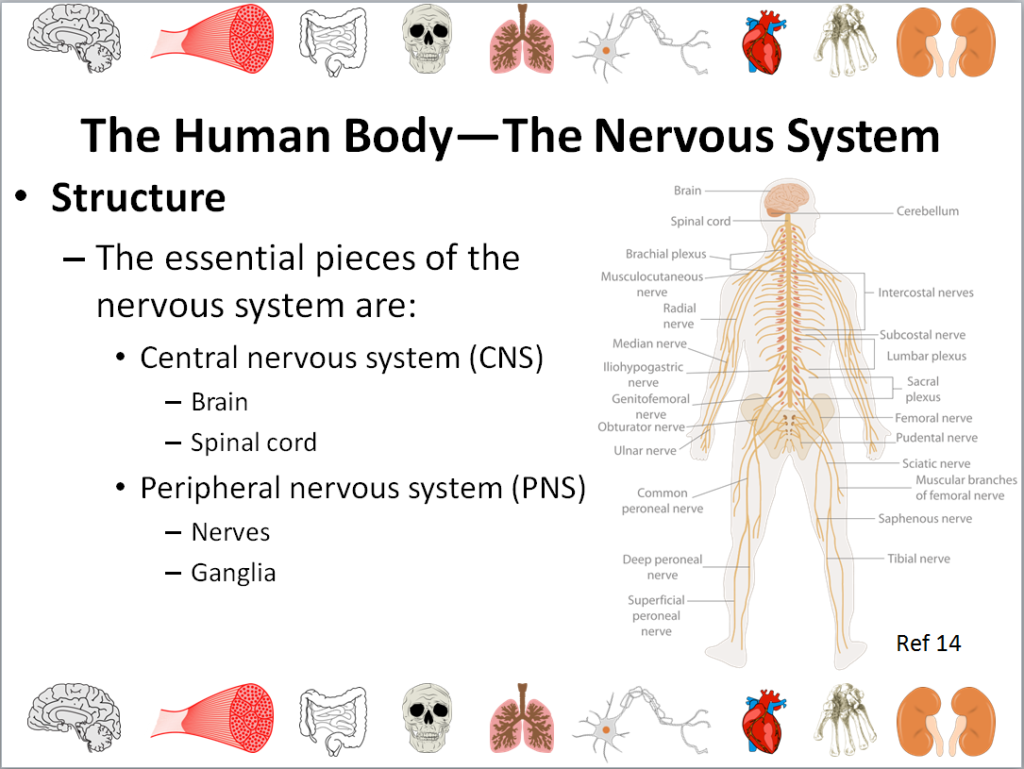 The Human Body—The Nervous System
• Structure
– The essential pieces of the
nervous system are:
• Central nervous system (CNS)
– Brain
– Spinal cord
• Peripheral nervous system (PNS)
– Nerves
– Ganglia
Brain
Spinal cord
Brachial plexus
Musculocutaneous
nerve
Radial
nerve
Median nerve
Iliohypogastric
nerve
Genitofemoral
nerve
Obturator nerve
Ulnar nerve
Common
peroneal nerve
Deep peroneal
nerve
Superficial
peroneal
nerve
Cerebellum
Intercostal nerves
Subcostal nerve
Lumbar plexus
Sacral
plexus
Femoral nerve
Pudental nerve
Sciatic nerve
Muscular branches
of femoral nerve
Saphenous nerve
Tibial nerve
Ref 14